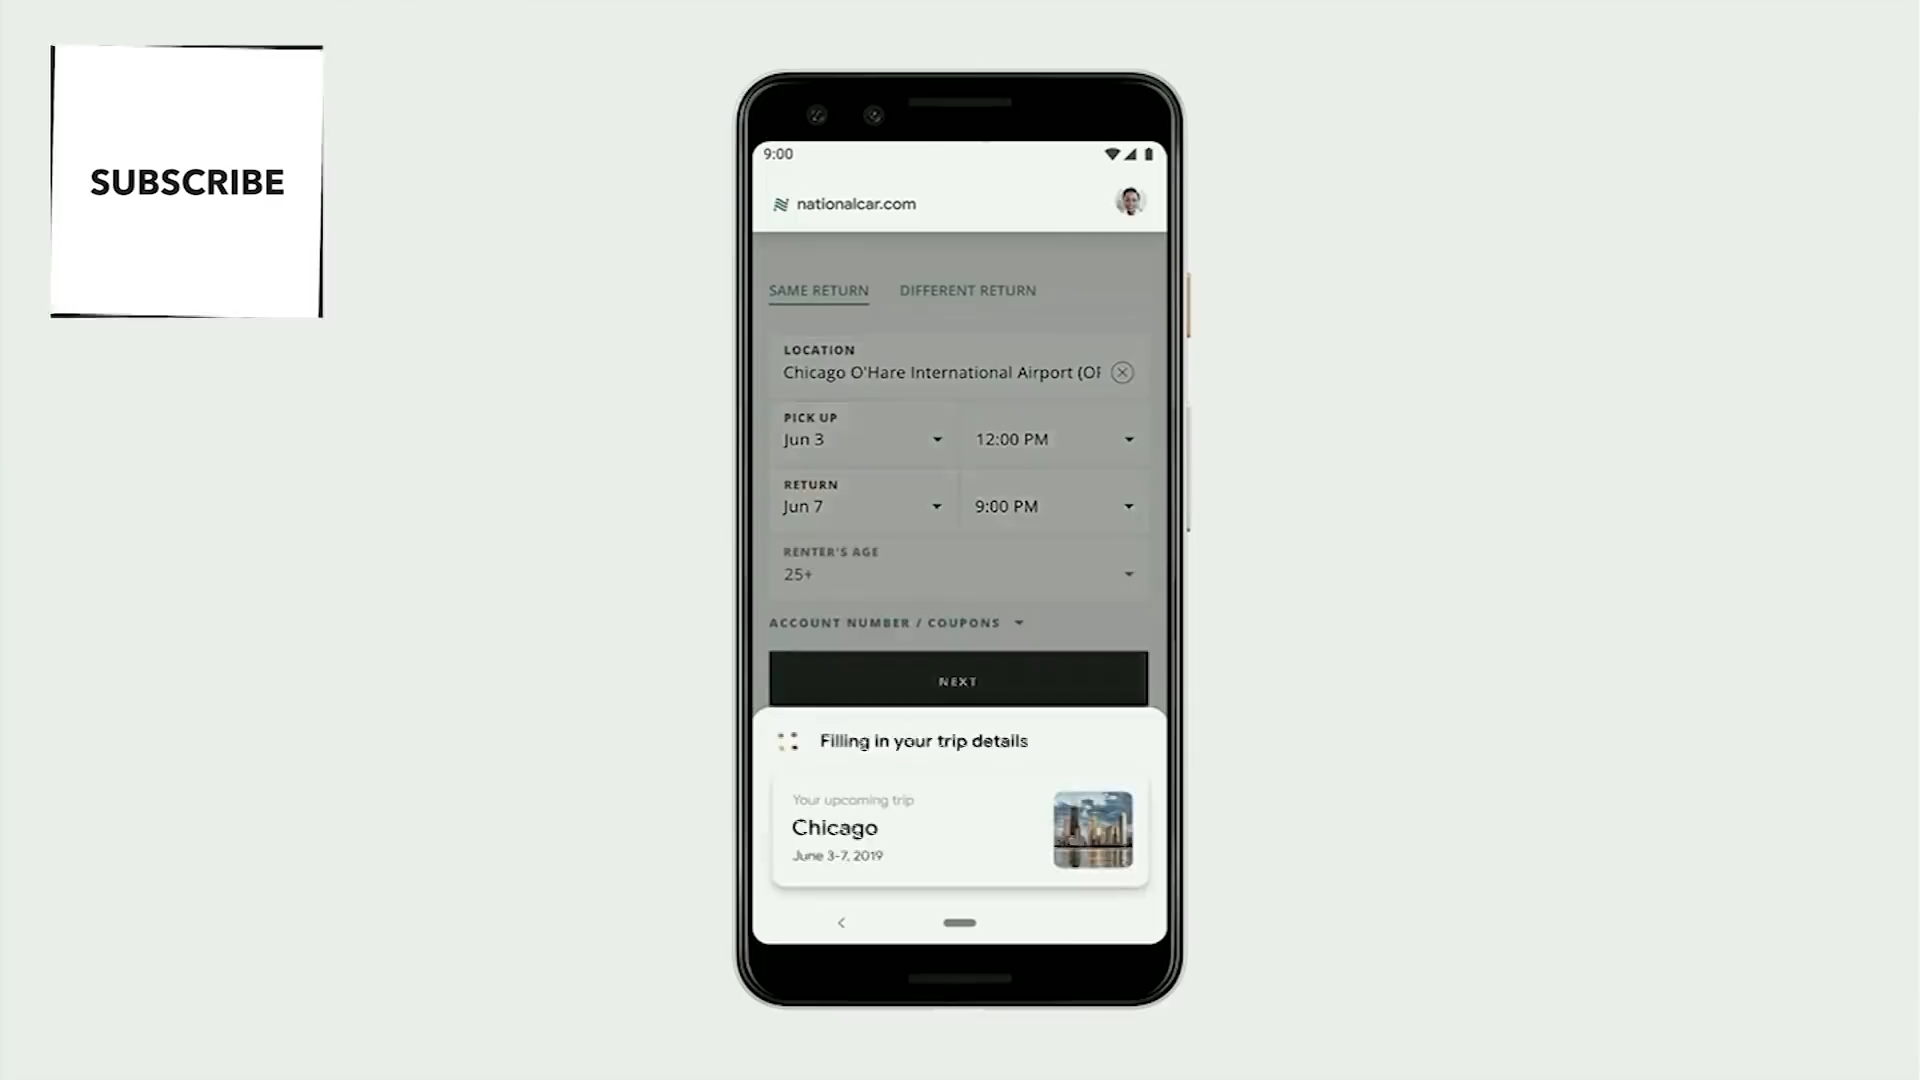 SUBSCRIBE
9:00
nationalcar.com
SAME RETURN DIFFERENT RETURN
LOCATION
Chicago O'Hare International Airport (OR
PICK UP
Jun 3 12:00 PM
RETURN
Jun 7 9:00 PM
RENTER'S AGE
25+
ACCOUNT NUMBER / COUPONS
NEXT
Filling in your trip details
Your upcoming trip
Chicago
June 3-7, 2019